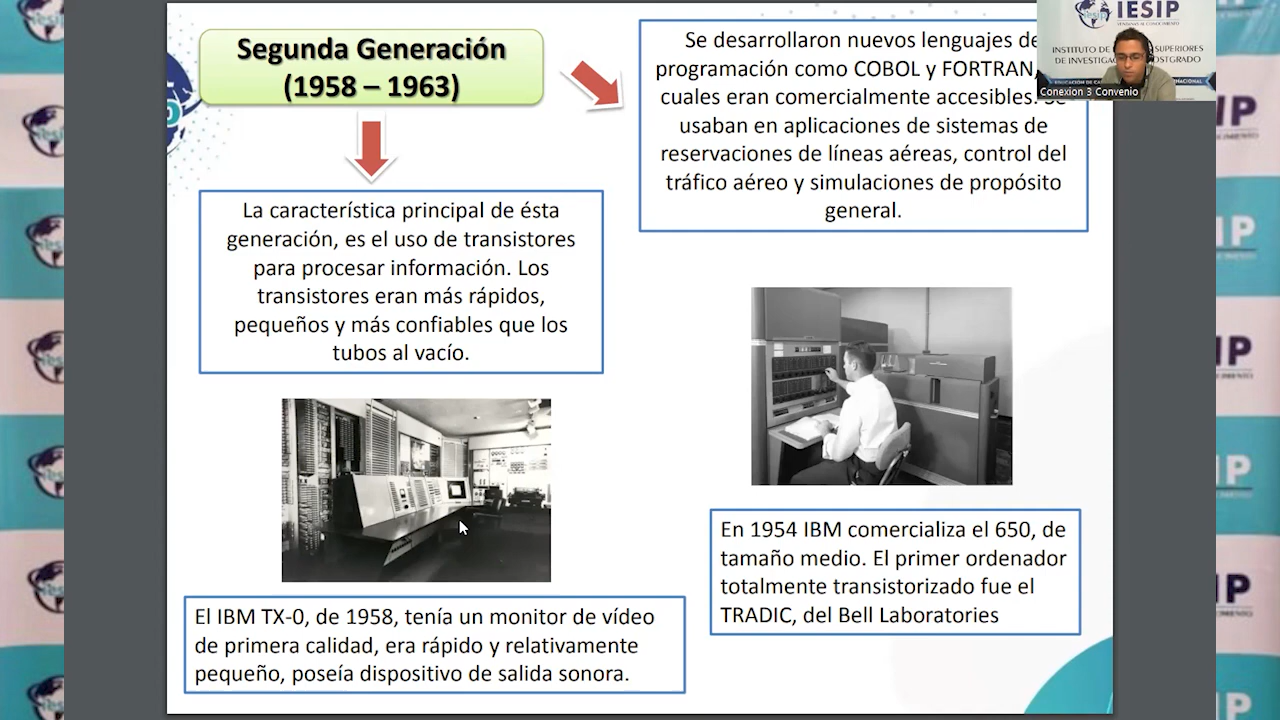 Segunda Generación
(1958 – 1963)
Se desarrollaron nuevos lenguajes de
programación como COBOL y FORTRAN,
cuales eran comercialmente accesibles. Se
usaban en aplicaciones de sistemas de
reservaciones de líneas aéreas, control del
tráfico aéreo y simulaciones de propósito
general.
IESIP
VENTANAS AL CONOCIMIENTO
INSTITUTO DE SUPERIORES
DE INVESTIGAC POSTGRADO
Conexion 3 Convenio
La característica principal de ésta
generación, es el uso de transistores
para procesar información. Los
transistores eran más rápidos,
pequeños y más confiables que los
tubos al vacío.
El IBM TX-0, de 1958, tenía un monitor de vídeo
de primera calidad, era rápido y relativamente
pequeño, poseía dispositivo de salida sonora.
En 1954 IBM comercializa el 650, de
tamaño medio. El primer ordenador
totalmente transistorizado fue el
TRADIC, del Bell Laboratories